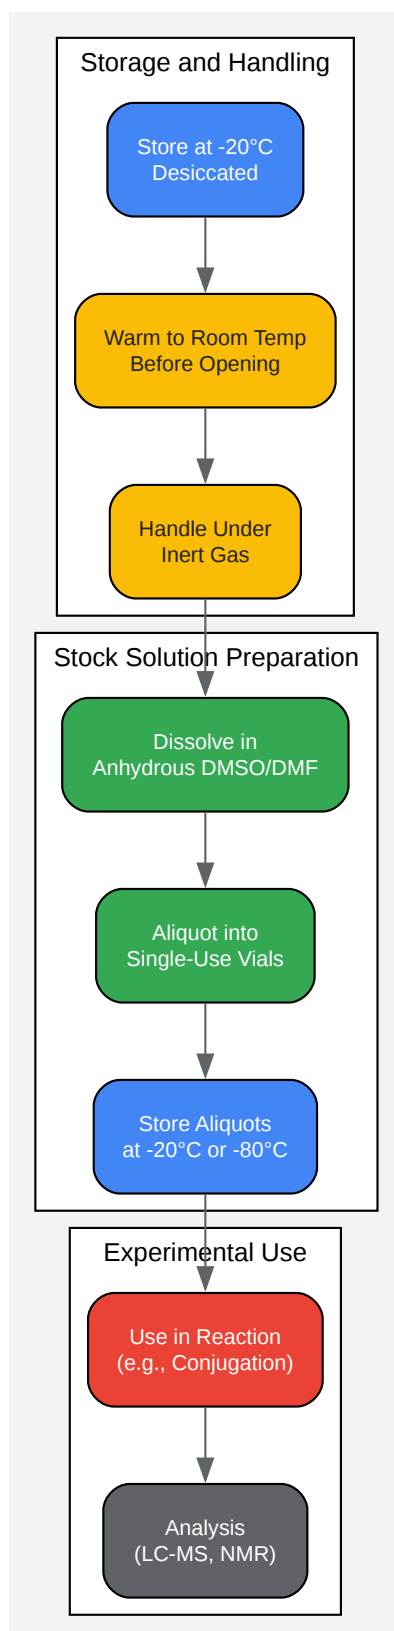 Storage and Handling
Store at -20°C
Desiccated
Warm to Room Temp
Before Opening
Handle Under
Inert Gas
Stock Solution Preparation
Dissolve in
Anhydrous DMSO/DMF
Aliquot into
Single-Use Vials
Store Aliquots
at -20°C or -80°C
Experimental Use
Use in Reaction
(e.g., Conjugation)
Analysis
(LC-MS, NMR)